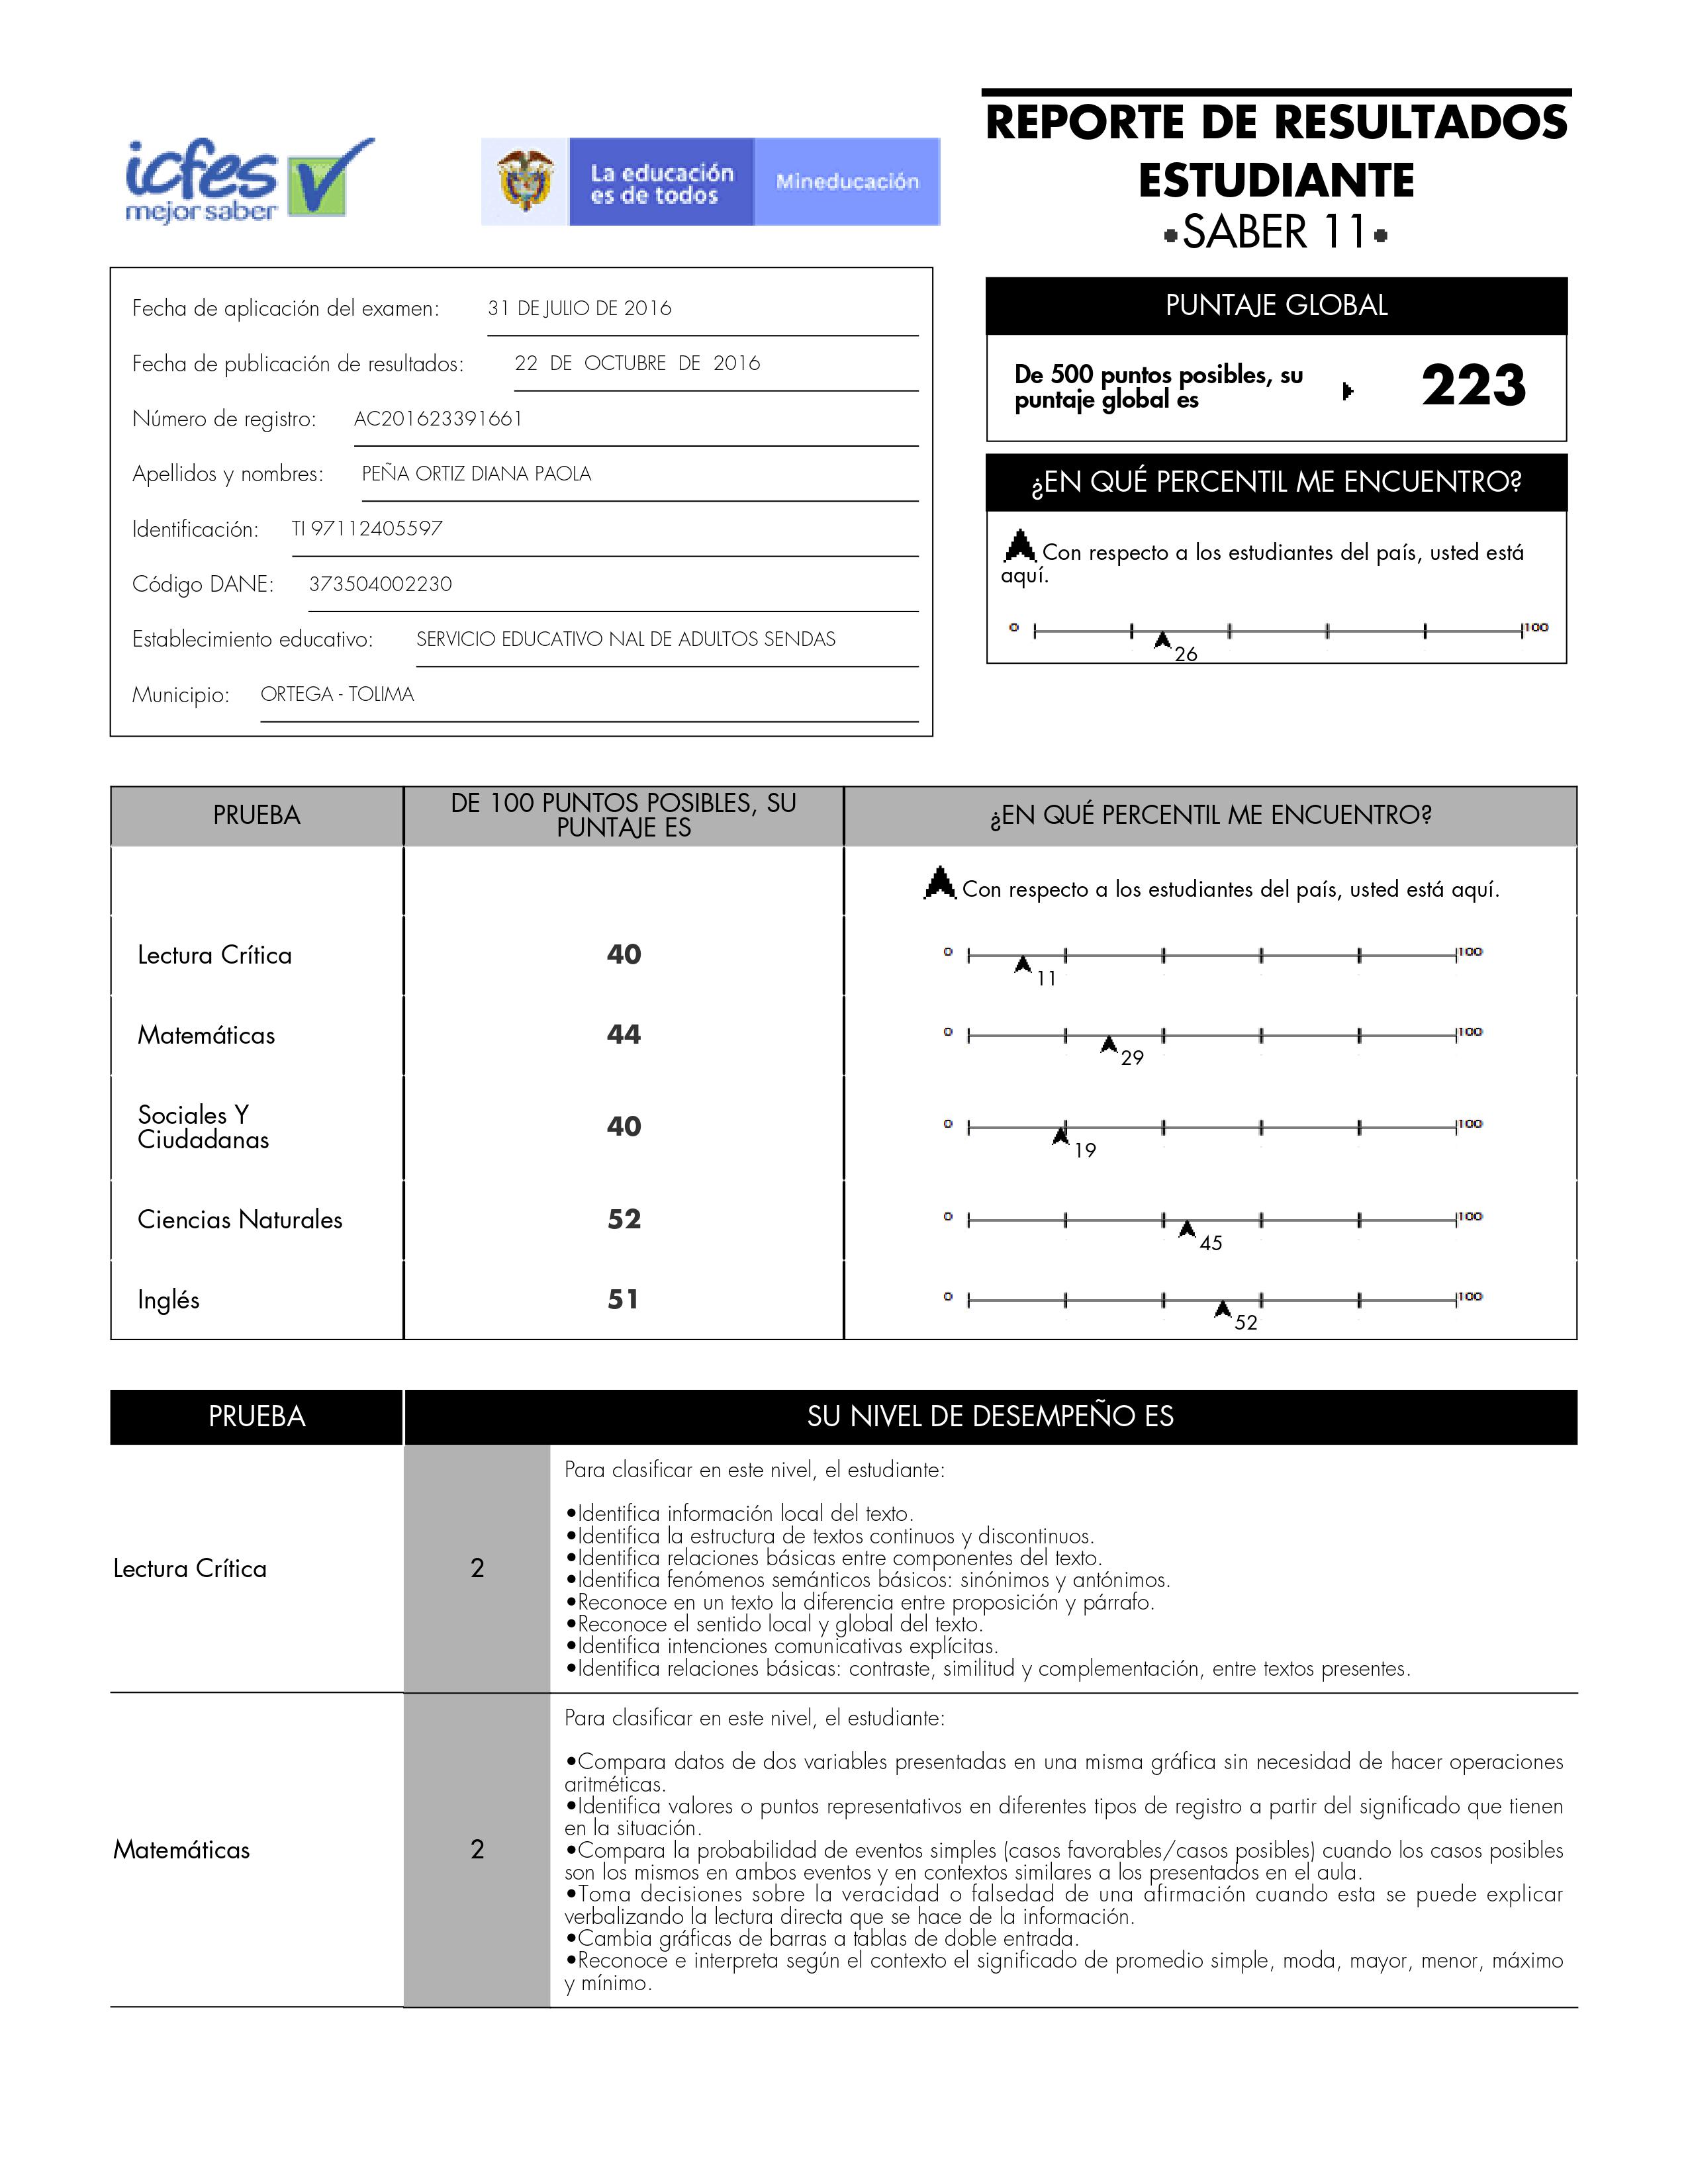 icfes
mejor saber
La educación
es de todos
Mineducación
REPORTE DE RESULTADOS
ESTUDIANTE
•SABER 11•
Fecha de aplicación del examen: 31 DE JULIO DE 2016
Fecha de publicación de resultados: 22 DE OCTUBRE DE 2016
Número de registro: AC201623391661
Apellidos y nombres: PEÑA ORTIZ DIANA PAOLA
Identificación: TI 97112405597
Código DANE: 373504002230
Establecimiento educativo: SERVICIO EDUCATIVO NAL DE ADULTOS SENDAS
Municipio: ORTEGA - TOLIMA
PUNTAJE GLOBAL
De 500 puntos posibles, su
puntaje global es
223
¿EN QUÉ PERCENTIL ME ENCUENTRO?
Con respecto a los estudiantes del país, usted está
aquí.
0 100
26
PRUEBA
DE 100 PUNTOS POSIBLES, SU
PUNTAJE ES
¿EN QUÉ PERCENTIL ME ENCUENTRO?
Con respecto a los estudiantes del país, usted está aquí.
Lectura Crítica 40 0 100
11
Matemáticas 44 0 100
29
Sociales Y
Ciudadanas
40 0 100
19
Ciencias Naturales 52 0 100
45
Inglés 51 0 100
52
PRUEBA SU NIVEL DE DESEMPEÑO ES
Lectura Crítica
2
Para clasificar en este nivel, el estudiante:
•Identifica información local del texto.
•Identifica la estructura de textos continuos y discontinuos.
•Identifica relaciones básicas entre componentes del texto.
•Identifica fenómenos semánticos básicos: sinónimos y antónimos.
•Reconoce en un texto la diferencia entre proposición y párrafo.
•Reconoce el sentido local y global del texto.
•Identifica intenciones comunicativas explícitas.
•Identifica relaciones básicas: contraste, similitud y complementación, entre textos presentes.
Matemáticas
2
Para clasificar en este nivel, el estudiante:
•Compara datos de dos variables presentadas en una misma gráfica sin necesidad de hacer operaciones
aritméticas.
•Identifica valores o puntos representativos en diferentes tipos de registro a partir del significado que tienen
en la situación.
•Compara la probabilidad de eventos simples (casos favorables/casos posibles) cuando los casos posibles
son los mismos en ambos eventos y en contextos similares a los presentados en el aula.
•Toma decisiones sobre la veracidad o falsedad de una afirmación cuando esta se puede explicar
verbalizando la lectura directa que se hace de la información.
•Cambia gráficas de barras a tablas de doble entrada.
•Reconoce e interpreta según el contexto el significado de promedio simple, moda, mayor, menor, máximo
y mínimo.